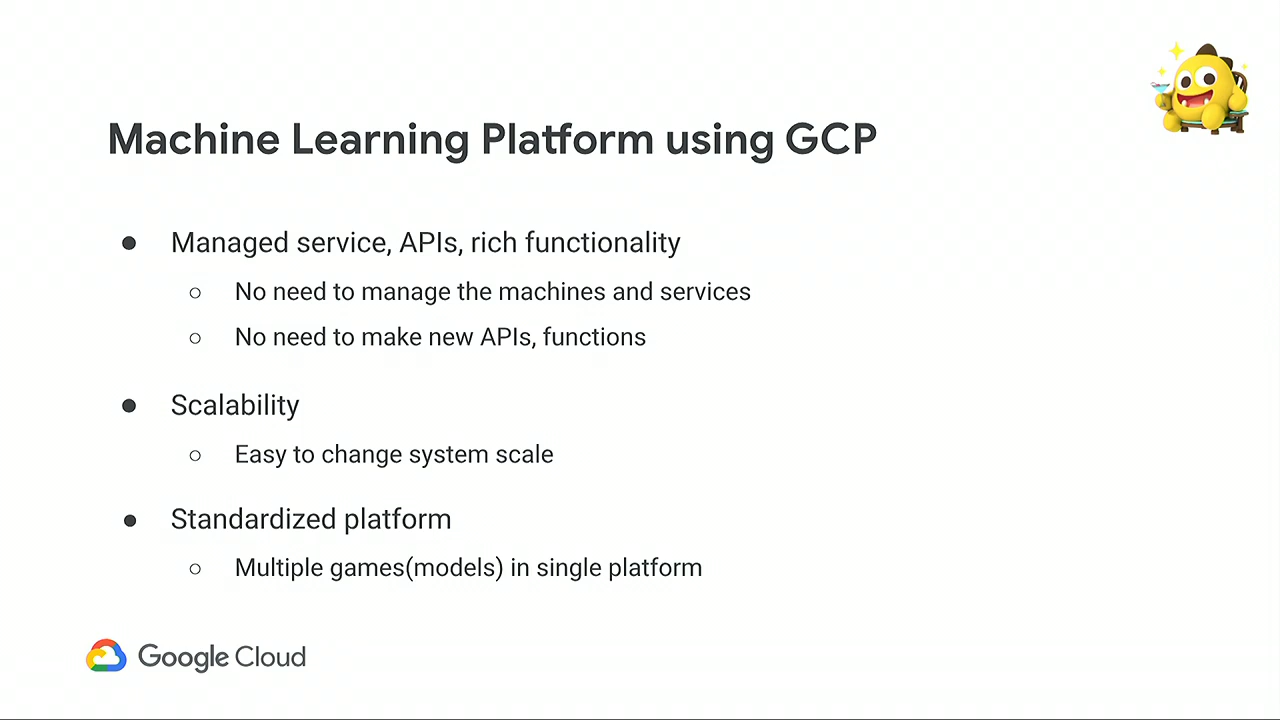 Machine Learning Platform using GCP
● Managed service, APIs, rich functionality
○ No need to manage the machines and services
○ No need to make new APIs, functions
● Scalability
○ Easy to change system scale
● Standardized platform
○ Multiple games(models) in single platform
Google Cloud